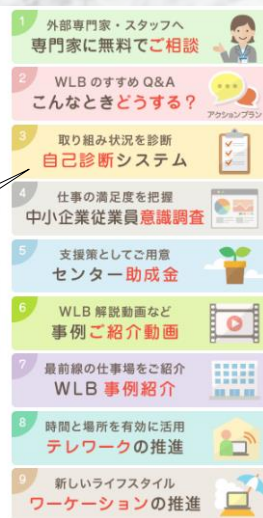 1
外部専門家・スタッフへ
専門家に無料でご相談
2
WLBのすすめ Q&A
こんなときどうする？
アクションプラン
3
取り組み状況を診断
自己診断システム
4
仕事の満足度を把握
中小企業従業員意識調査
5
支援策としてご用意
センター助成金
6
WLB 解説動画など
事例ご紹介動画
7
最前線の仕事場をご紹介
WLB 事例紹介
8
時間と場所を有効に活用
テレワークの推進
9
新しいライフスタイル
ワーケーションの推進